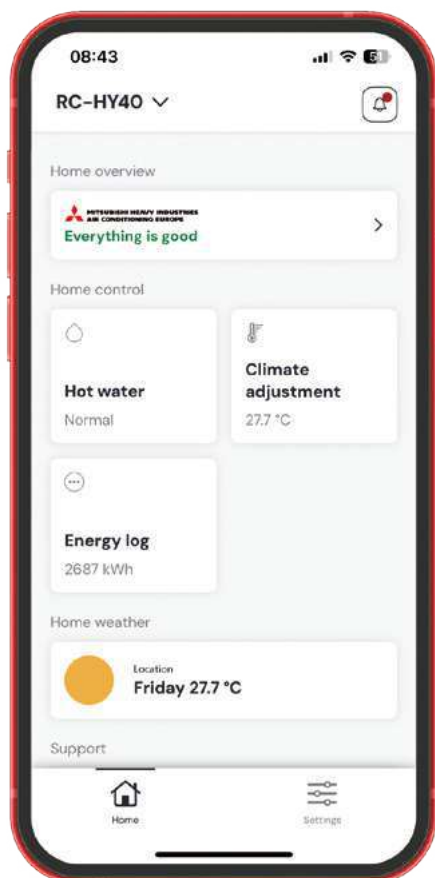 08:43
51
RC-HY40
Home overview
MITSUBISHI HEAVY INDUSTRIES
AIR CONDITIONING EUROPE
Everything is good
Home control
Hot water
Normal
Climate
adjustment
27.7 °C
Energy log
2687 kWh
Home weather
Location
Friday 27.7 °C
Support
Home
Settings